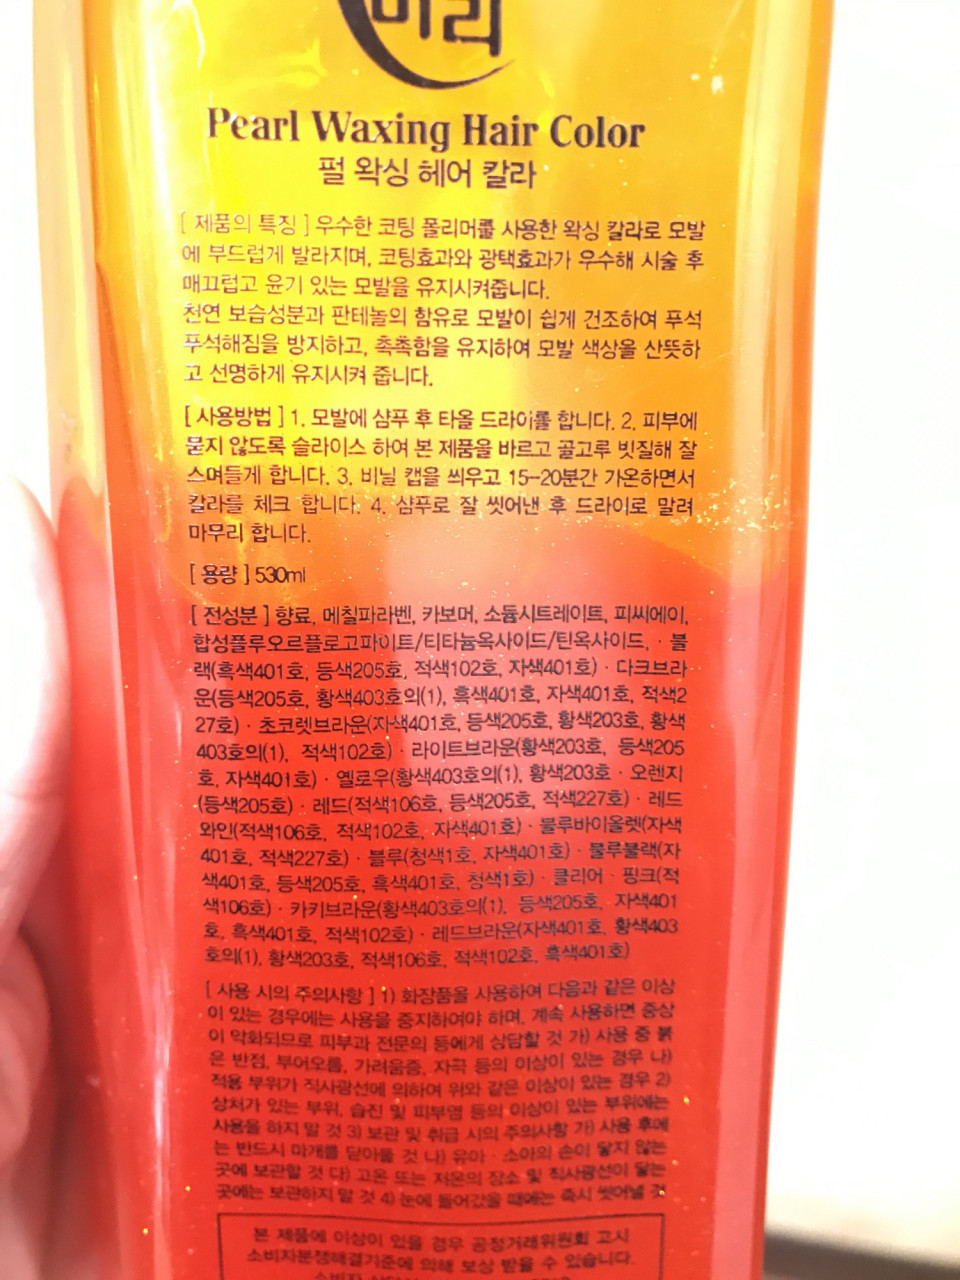 머리
Pearl Waxing Hair Color
펄 왁싱 헤어 칼라
[ 제품의 특징 ] 우수한 코팅 폴리머를 사용한 왁싱 칼라로 모발
에 부드럽게 발라지며, 코팅효과와 광택효과가 우수해 시술 후
매끄럽고 윤기 있는 모발을 유지시켜줍니다.
천연 보습성분과 판테놀의 함유로 모발이 쉽게 건조하여 푸석
푸석해짐을 방지하고, 촉촉함을 유지하여 모발 색상을 산뜻하
고 선명하게 유지시켜 줍니다.
[ 사용방법 ] 1. 모발에 샴푸 후 타올 드라이를 합니다. 2. 피부에
묻지 않도록 슬라이스 하여 본 제품을 바르고 골고루 빗질해 잘
스며들게 합니다. 3. 비닐 캡을 씌우고 15-20분간 가온하면서
칼라를 체크 합니다. 4. 샴푸로 잘 씻어낸 후 드라이로 말려
마무리 합니다.
[ 용량 ] 530ml
[ 전성분 ] 향료, 메칠파라벤, 카보머, 소듐시트레이트, 피씨에이,
합성플루오르플로고파이트/티타늄옥사이드/틴옥사이드, · 블
랙(흑색401호, 등색205호, 적색102호, 자색401호) · 다크브라
운(등색205호, 황색403호의(1), 흑색401호, 자색401호, 적색2
27호) · 초코렛브라운(자색401호, 등색205호, 황색203호, 황색
403호의(1), 적색102호) · 라이트브라운(황색203호, 등색205
호, 자색401호) · 옐로우(황색403호의(1), 황색203호 · 오렌지
(등색205호) · 레드(적색106호, 등색205호, 적색227호) · 레드
와인(적색106호, 적색102호, 자색401호) · 블루바이올렛(자색
401호, 적색227호) · 블루(청색1호, 자색401호) · 블루블랙(자
색401호, 등색205호, 흑색401호, 청색1호) · 클리어 · 핑크(적
색106호) · 카키브라운(황색403호의(1), 등색205호, 자색401
호, 흑색401호, 적색102호) · 레드브라운(자색401호, 황색403
호의(1), 황색203호, 적색106호, 적색102호, 흑색401호)
[ 사용 시의 주의사항 ] 1) 화장품을 사용하여 다음과 같은 이상
이 있는 경우에는 사용을 중지하여야 하며, 계속 사용하면 증상
이 악화되므로 피부과 전문의 등에게 상담할 것 가) 사용 중 붉
은 반점, 부어오름, 가려움증, 자극 등의 이상이 있는 경우 나)
적용 부위가 직사광선에 의하여 위와 같은 이상이 있는 경우 2)
상처가 있는 부위, 습진 및 피부염 등의 이상이 있는 부위에는
사용을 하지 말 것 3) 보관 및 취급 시의 주의사항 가) 사용 후에
는 반드시 마개를 닫아둘 것 나) 유아 · 소아의 손이 닿지 않는
곳에 보관할 것 다) 고온 또는 저온의 장소 및 직사광선이 닿는
곳에는 보관하지 말 것 4) 눈에 들어갔을 때에는 즉시 씻어낼 것
본 제품에 이상이 있을 경우 공정거래위원회 고시
소비자분쟁해결기준에 의해 보상 받을 수 있습니다.